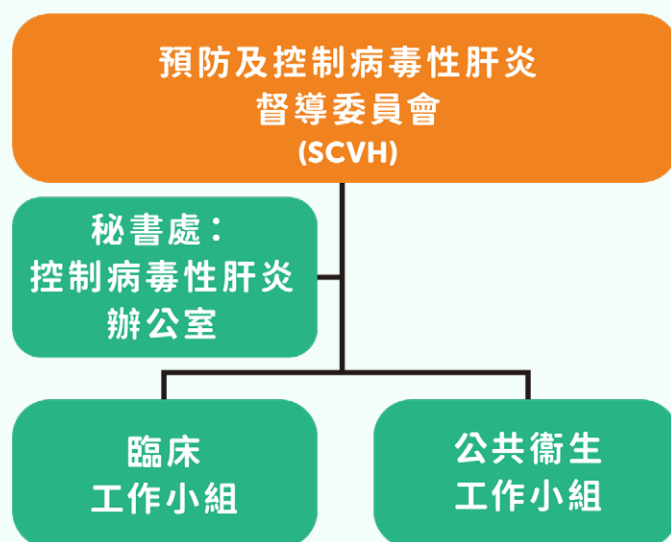 預防及控制病毒性肝炎
督導委員會
(SCVH)
秘書處：
控制病毒性肝炎
辦公室
臨床
工作小組
公共衞生
工作小組